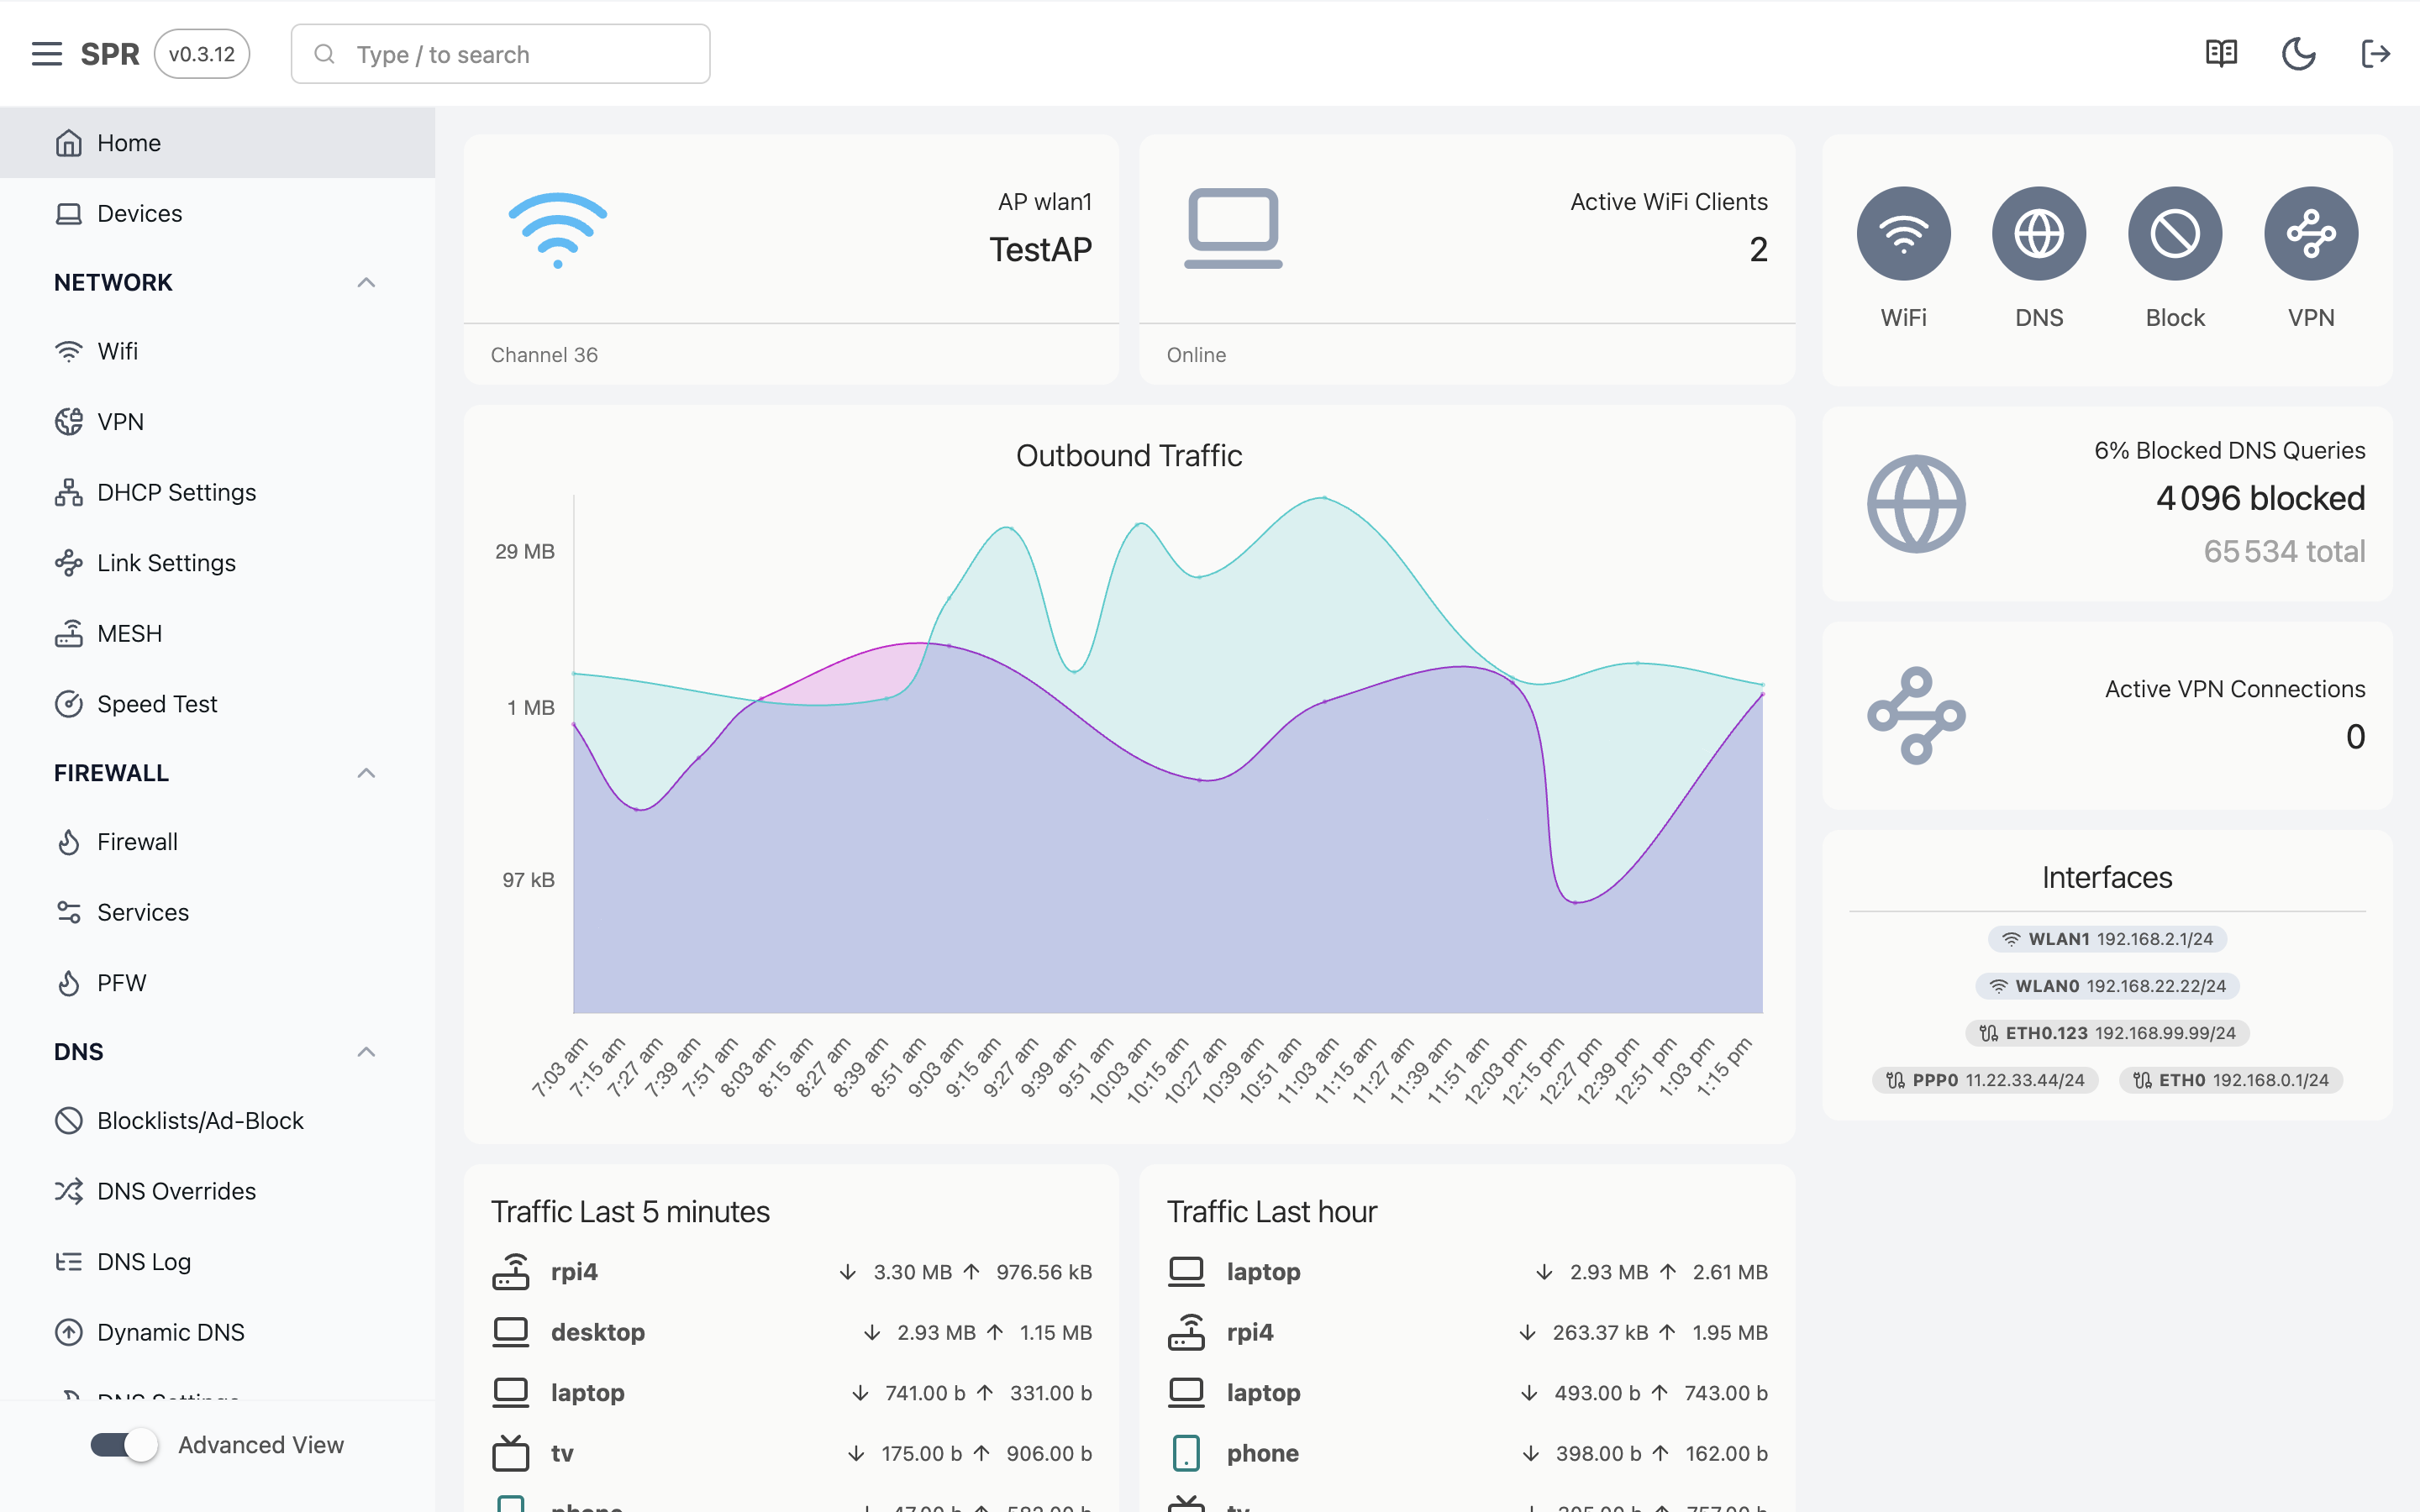 SPR v0.3.12 Type / to search
Home
Devices
NETWORK
Wifi
VPN
DHCP Settings
Link Settings
MESH
Speed Test
FIREWALL
Firewall
Services
PFW
DNS
Blocklists/Ad-Block
DNS Overrides
DNS Log
Dynamic DNS
DNS Settings
Advanced View
AP wlan1
TestAP
Channel 36
Active WiFi Clients
2
Online
WiFi DNS Block VPN
Outbound Traffic
29 MB
1 MB
97 kB
7:03 am 7:15 am 7:27 am 7:39 am 7:51 am 8:03 am 8:15 am 8:27 am 8:39 am 8:51 am 9:03 am 9:15 am 9:27 am 9:39 am 9:51 am 10:03 am 10:15 am 10:27 am 10:39 am 10:51 am 11:03 am 11:15 am 11:27 am 11:39 am 11:51 am 12:03 pm 12:15 pm 12:27 pm 12:39 pm 12:51 pm 1:03 pm 1:15 pm
6% Blocked DNS Queries
4 096 blocked
65 534 total
Active VPN Connections
0
Interfaces
WLAN1 192.168.2.1/24
WLAN0 192.168.22.22/24
ETH0.123 192.168.99.99/24
PPP0 11.22.33.44/24 ETH0 192.168.0.1/24
Traffic Last 5 minutes
rpi4 ↓ 3.30 MB ↑ 976.56 kB
desktop ↓ 2.93 MB ↑ 1.15 MB
laptop ↓ 741.00 b ↑ 331.00 b
tv ↓ 175.00 b ↑ 906.00 b
phone
Traffic Last hour
laptop ↓ 2.93 MB ↑ 2.61 MB
rpi4 ↓ 263.37 kB ↑ 1.95 MB
laptop ↓ 493.00 b ↑ 743.00 b
phone ↓ 398.00 b ↑ 162.00 b
tv